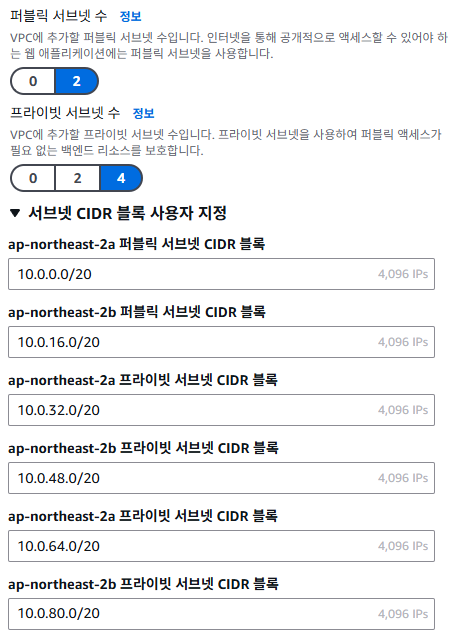 퍼블릭 서브넷 수 정보
VPC에 추가할 퍼블릭 서브넷 수입니다. 인터넷을 통해 공개적으로 액세스할 수 있어야 하
는 웹 애플리케이션에는 퍼블릭 서브넷을 사용합니다.
0 2
프라이빗 서브넷 수 정보
VPC에 추가할 프라이빗 서브넷 수입니다. 프라이빗 서브넷을 사용하여 퍼블릭 액세스가
필요 없는 백엔드 리소스를 보호합니다.
0 2 4
▼ 서브넷 CIDR 블록 사용자 지정
ap-northeast-2a 퍼블릭 서브넷 CIDR 블록
10.0.0.0/20 4,096 IPs
ap-northeast-2b 퍼블릭 서브넷 CIDR 블록
10.0.16.0/20 4,096 IPs
ap-northeast-2a 프라이빗 서브넷 CIDR 블록
10.0.32.0/20 4,096 IPs
ap-northeast-2b 프라이빗 서브넷 CIDR 블록
10.0.48.0/20 4,096 IPs
ap-northeast-2a 프라이빗 서브넷 CIDR 블록
10.0.64.0/20 4,096 IPs
ap-northeast-2b 프라이빗 서브넷 CIDR 블록
10.0.80.0/20 4,096 IPs